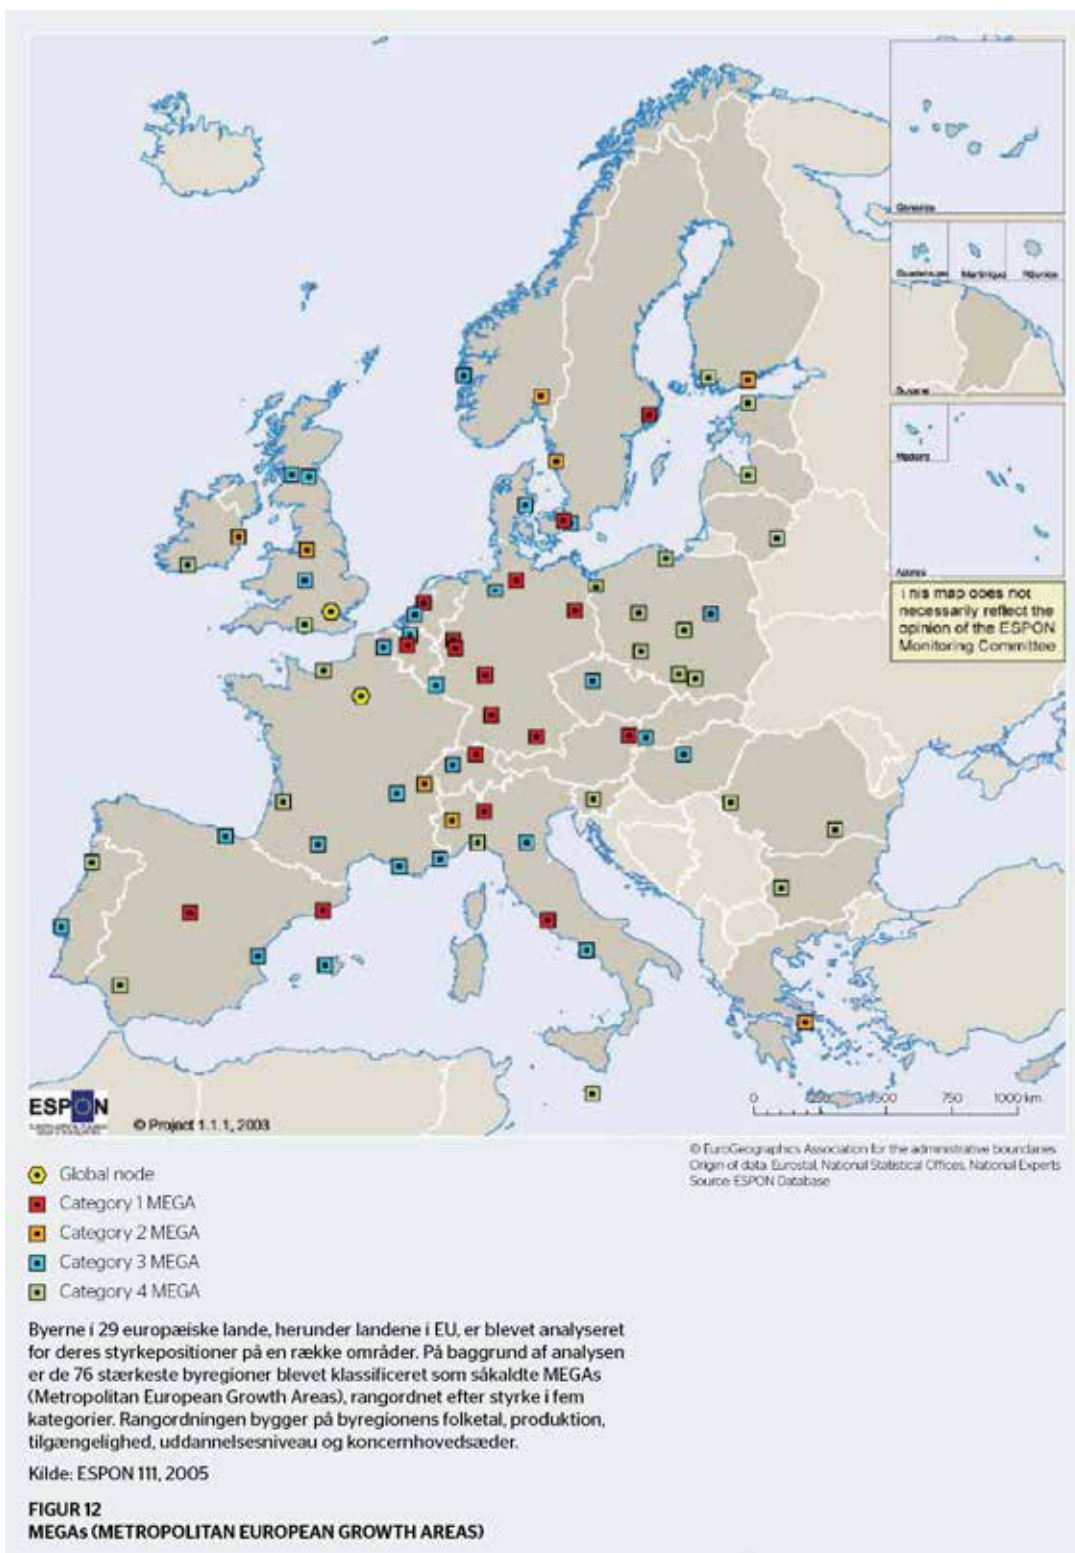 Guadeloupe
Martinique
Réunion
Guyane
Madeira
This map does not
necessarily reflect the
opinion of the ESPON
Monitoring Committee
ESPON
© Project 1.1.1, 2003
0 500 750 1000 km
© EuroGeographics Association for the administrative boundaries
Origin of data: Eurostat, National Statistical Offices, National Experts
Source: ESPON Database
Global node
Category 1 MEGA
Category 2 MEGA
Category 3 MEGA
Category 4 MEGA
Byerne i 29 europæiske lande, herunder landene i EU, er blevet analyseret
for deres styrkepositioner på en række områder. På baggrund af analysen
er de 76 stærkeste byregioner blevet klassificeret som såkaldte MEGAs
(Metropolitan European Growth Areas), rangordnet efter styrke i fem
kategorier. Rangordningen bygger på byregionens folketal, produktion,
tilgængelighed, uddannelsesniveau og koncernhovedsæder.
Kilde: ESPON 111, 2005
FIGUR 12
MEGAs (METROPOLITAN EUROPEAN GROWTH AREAS)